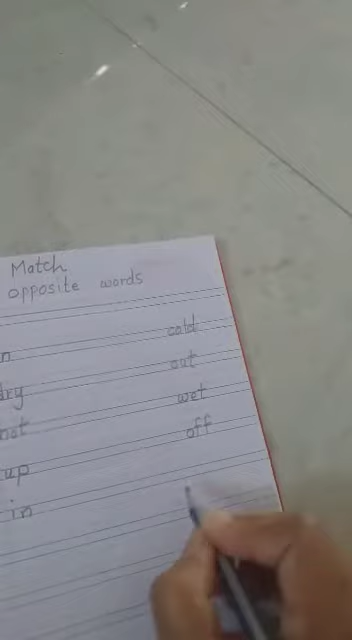 Match
opposite words
n cold
dry out
hot wet
up off
in